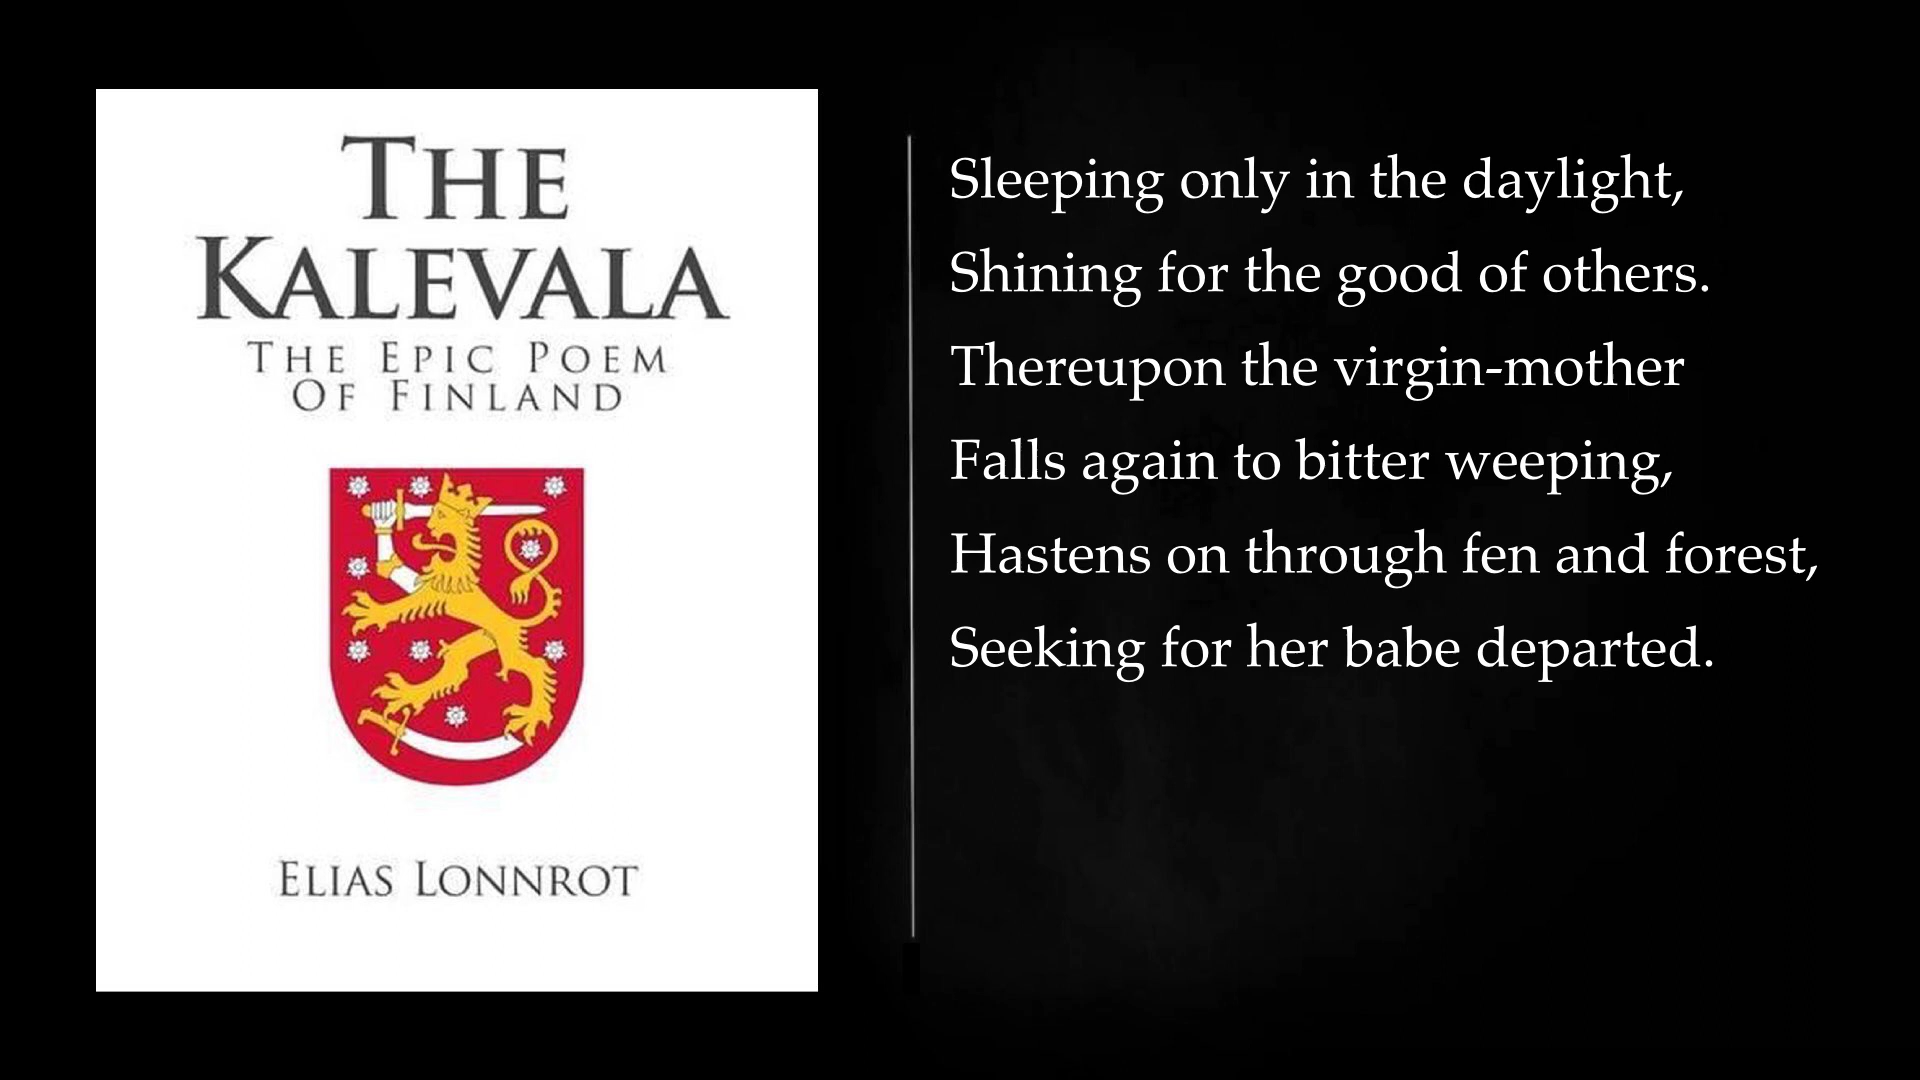 THE
KALEVALA
THE EPIC POEM
OF FINLAND
ELIAS LONNROT
Sleeping only in the daylight,
Shining for the good of others.
Thereupon the virgin-mother
Falls again to bitter weeping,
Hastens on through fen and forest,
Seeking for her babe departed.